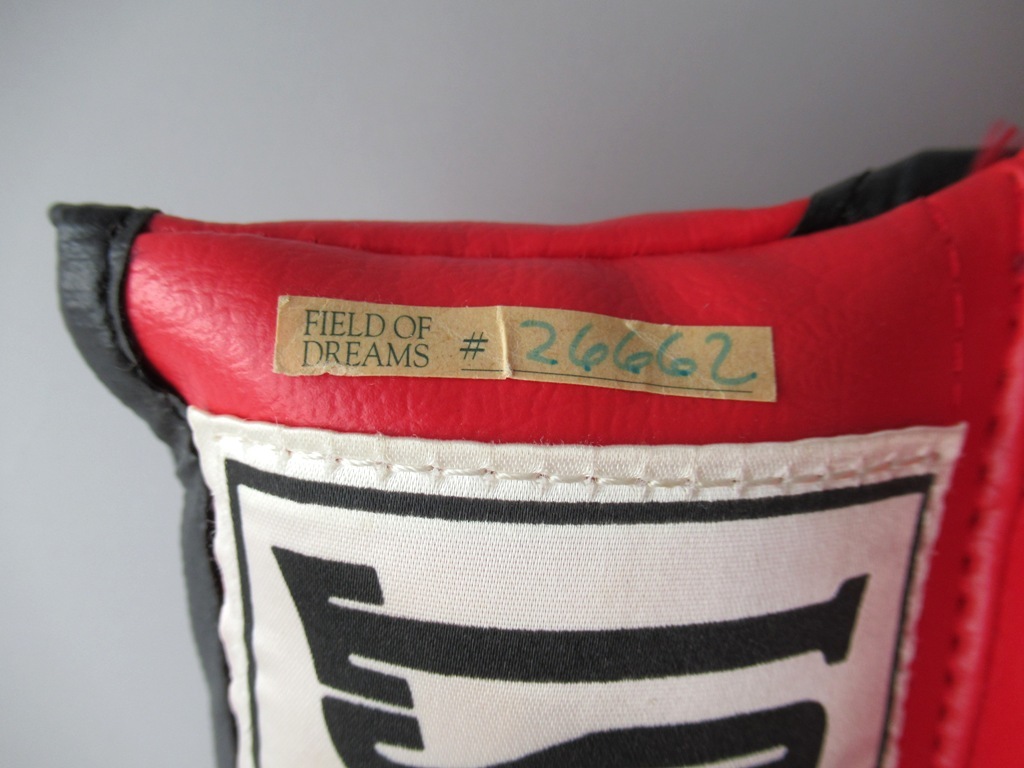 FIELD OF
DREAMS # 26662